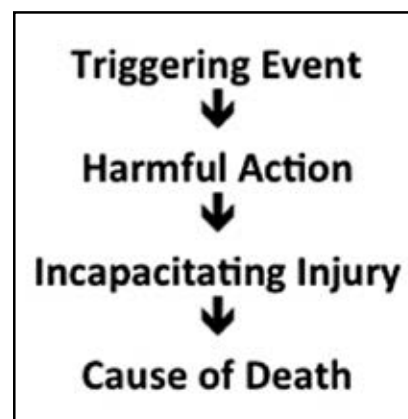 Triggering Event
Harmful Action
Incapacitating Injury
Cause of Death